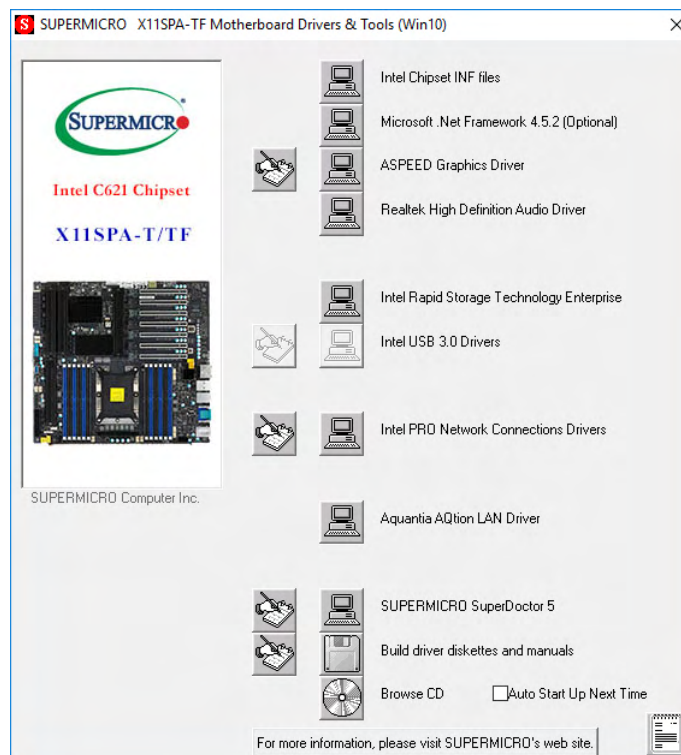 SUPERMICRO X11SPA-TF Motherboard Drivers & Tools (Win10)
SUPERMICRO
Intel C621 Chipset
X11SPA-T/TF
SUPERMICRO Computer Inc.
Intel Chipset INF files
Microsoft .Net Framework 4.5.2 (Optional)
ASPEED Graphics Driver
Realtek High Definition Audio Driver
Intel Rapid Storage Technology Enterprise
Intel USB 3.0 Drivers
Intel PRO Network Connections Drivers
Aquantia AQtion LAN Driver
SUPERMICRO SuperDoctor 5
Build driver diskettes and manuals
Browse CD
Auto Start Up Next Time
For more information, please visit SUPERMICRO's web site.